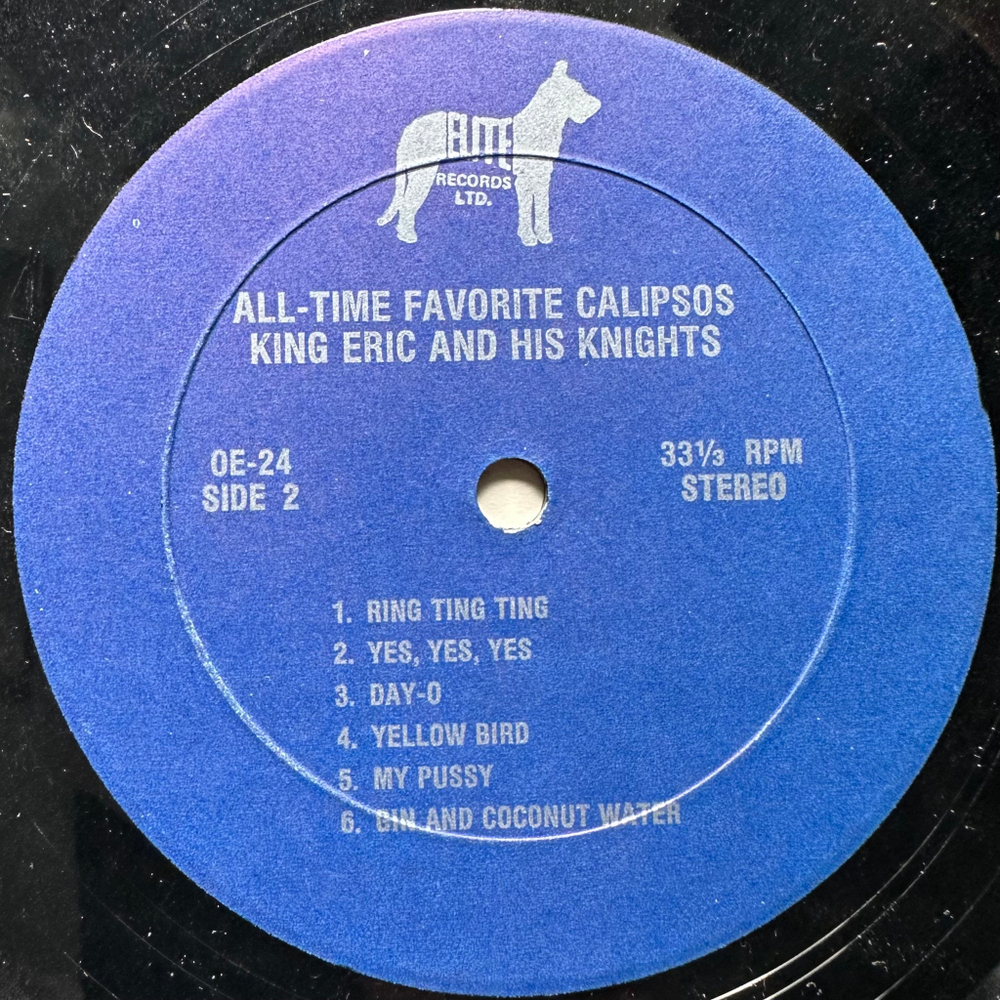 ELITE
RECORDS
LTD.
ALL-TIME FAVORITE CALIPSOS
KING ERIC AND HIS KNIGHTS
OE-24
SIDE 2
33⅓ RPM
STEREO
1. RING TING TING
2. YES, YES, YES
3. DAY-O
4. YELLOW BIRD
5. MY PUSSY
6. GIN AND COCONUT WATER